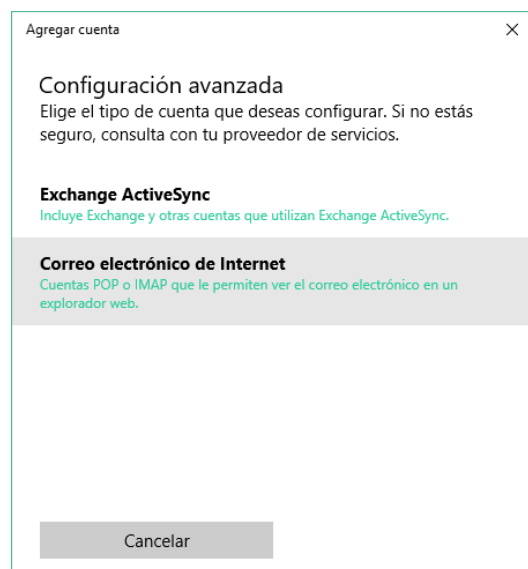 Agregar cuenta
Configuración avanzada
Elige el tipo de cuenta que deseas configurar. Si no estás
seguro, consulta con tu proveedor de servicios.
Exchange ActiveSync
Incluye Exchange y otras cuentas que utilizan Exchange ActiveSync.
Correo electrónico de Internet
Cuentas POP o IMAP que le permiten ver el correo electrónico en un
explorador web.
Cancelar